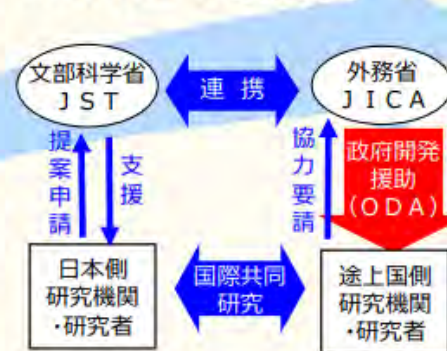 文部科学省
JST
連携
外務省
JICA
提案申請
支援
協力要請
政府開発
援助
(ODA)
日本側
研究機関
・研究者
国際共同
研究
途上国側
研究機関
・研究者